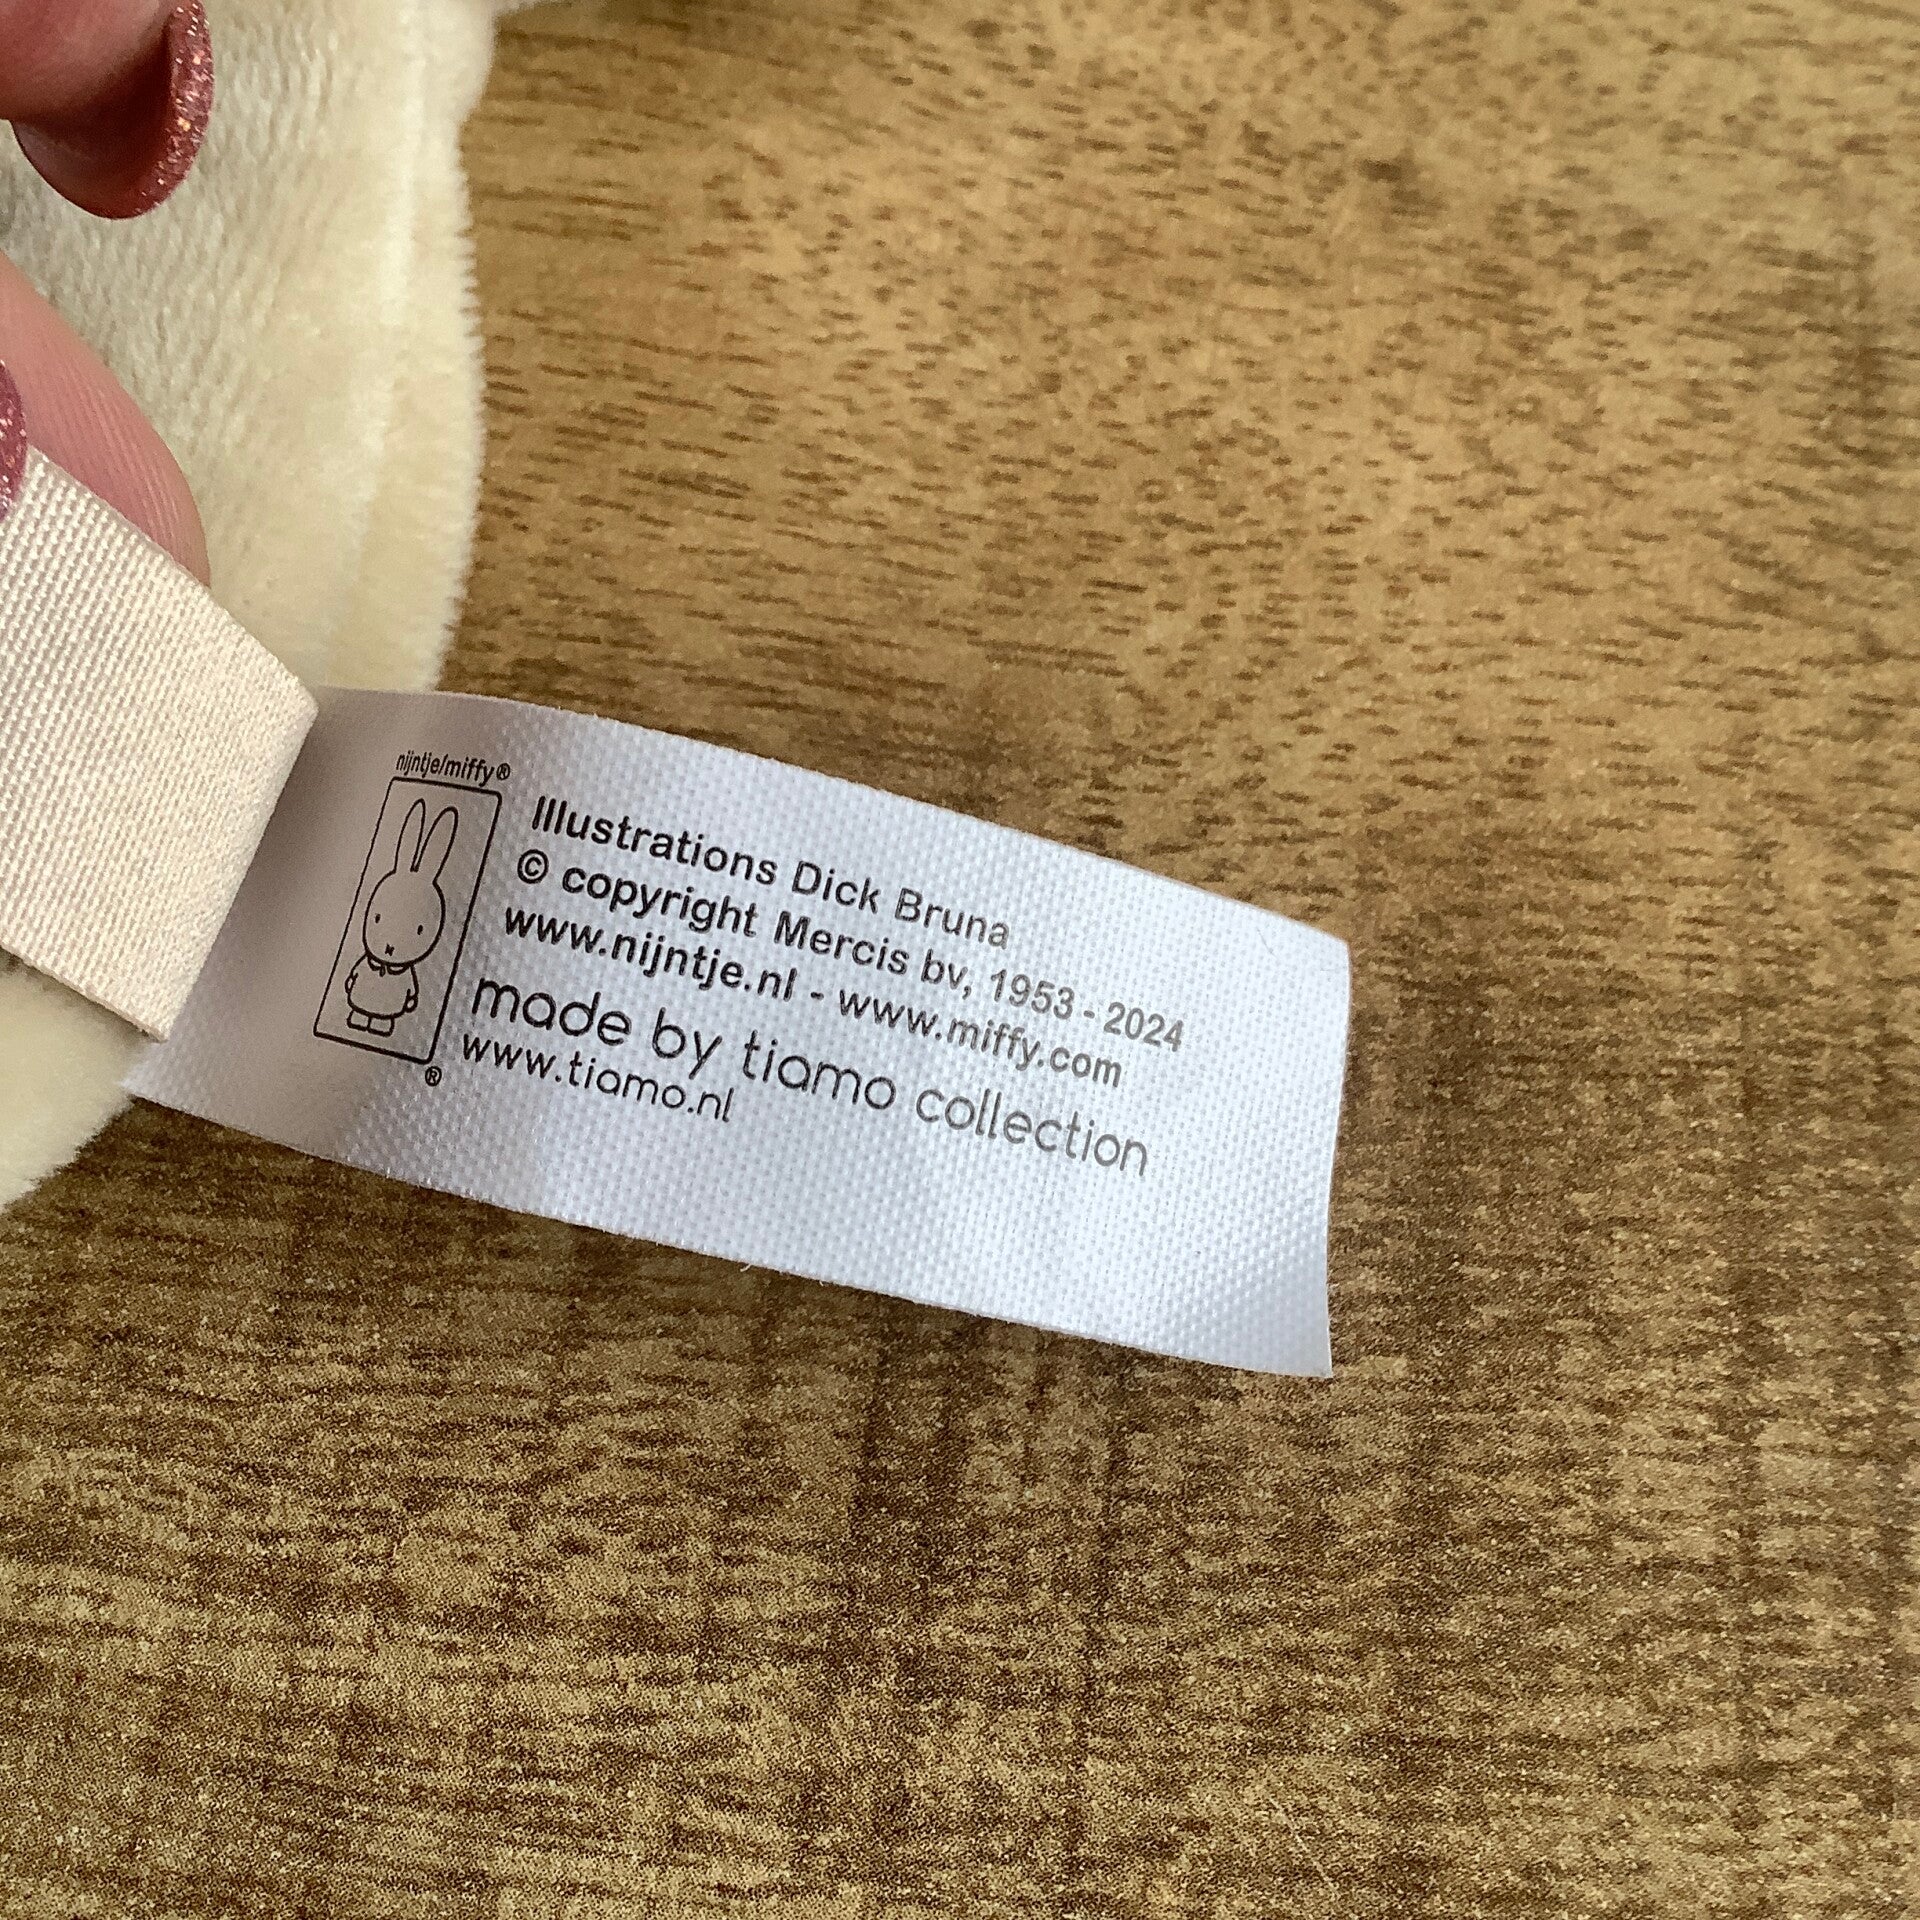 nijntje/miffy®
Illustrations Dick Bruna
© copyright Mercis bv, 1953 - 2024
www.nijntje.nl - www.miffy.com
made by tiamo collection
www.tiamo.nl
®